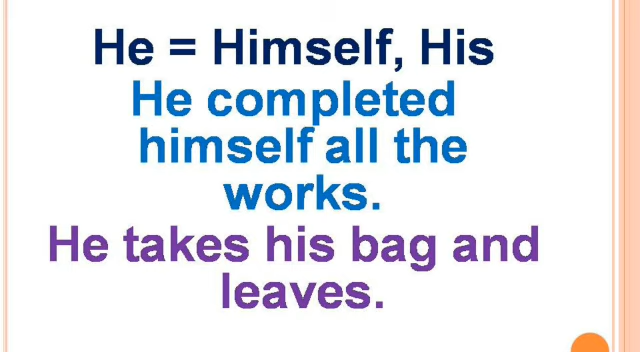 He = Himself, His
He completed
himself all the
works.
He takes his bag and
leaves.